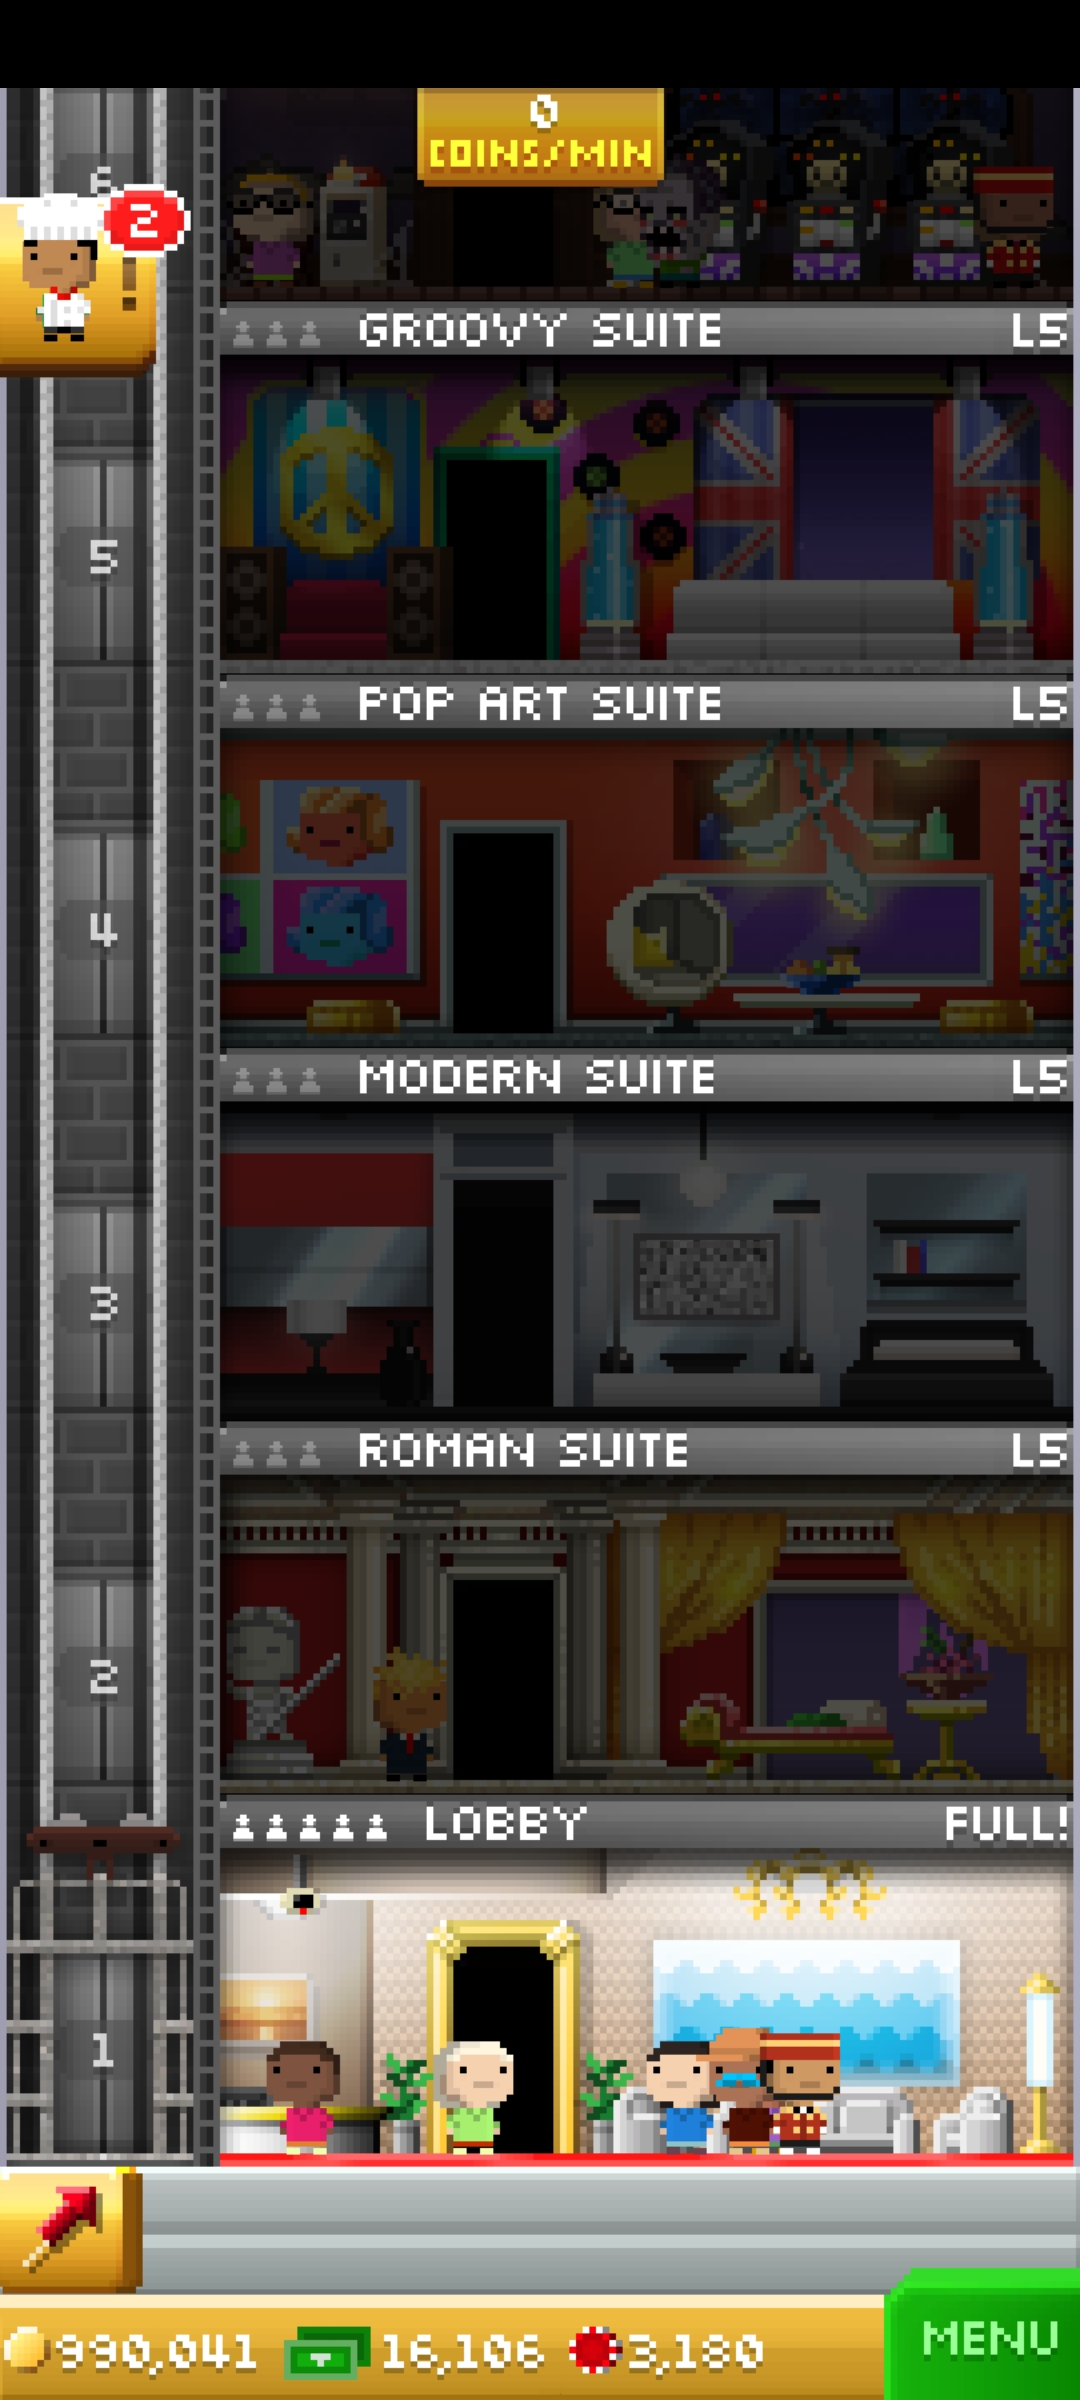 0
COINS/MIN
6
2
GROOVY SUITE L5
5
POP ART SUITE L5
4
MODERN SUITE L5
3
ROMAN SUITE L5
2
LOBBY FULL!
1
990,041 16,106 3,180 MENU